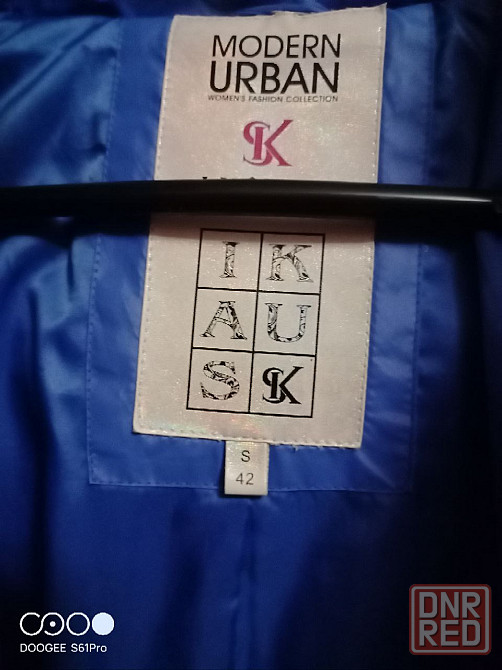 MODERN
URBAN
WOMEN'S FASHION COLLECTION
SK
I K
A U
S SK
S
42
DOOGEE S61Pro
DNR
RED